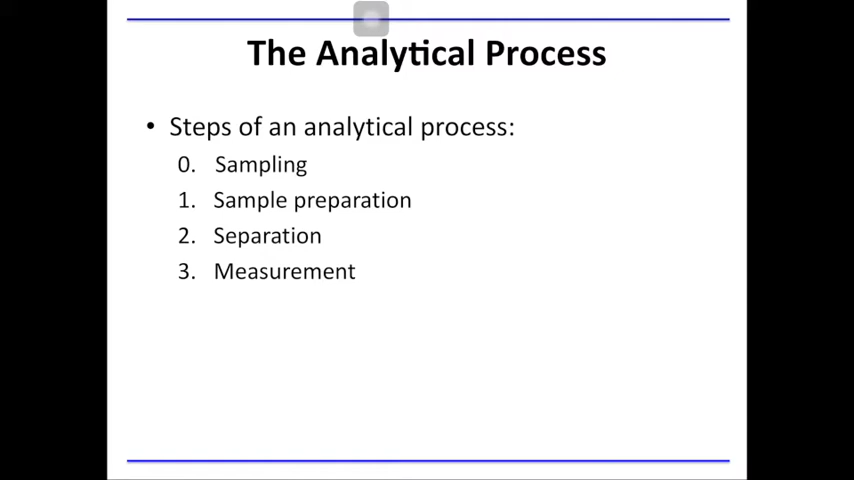 The Analytical Process
• Steps of an analytical process:
0. Sampling
1. Sample preparation
2. Separation
3. Measurement